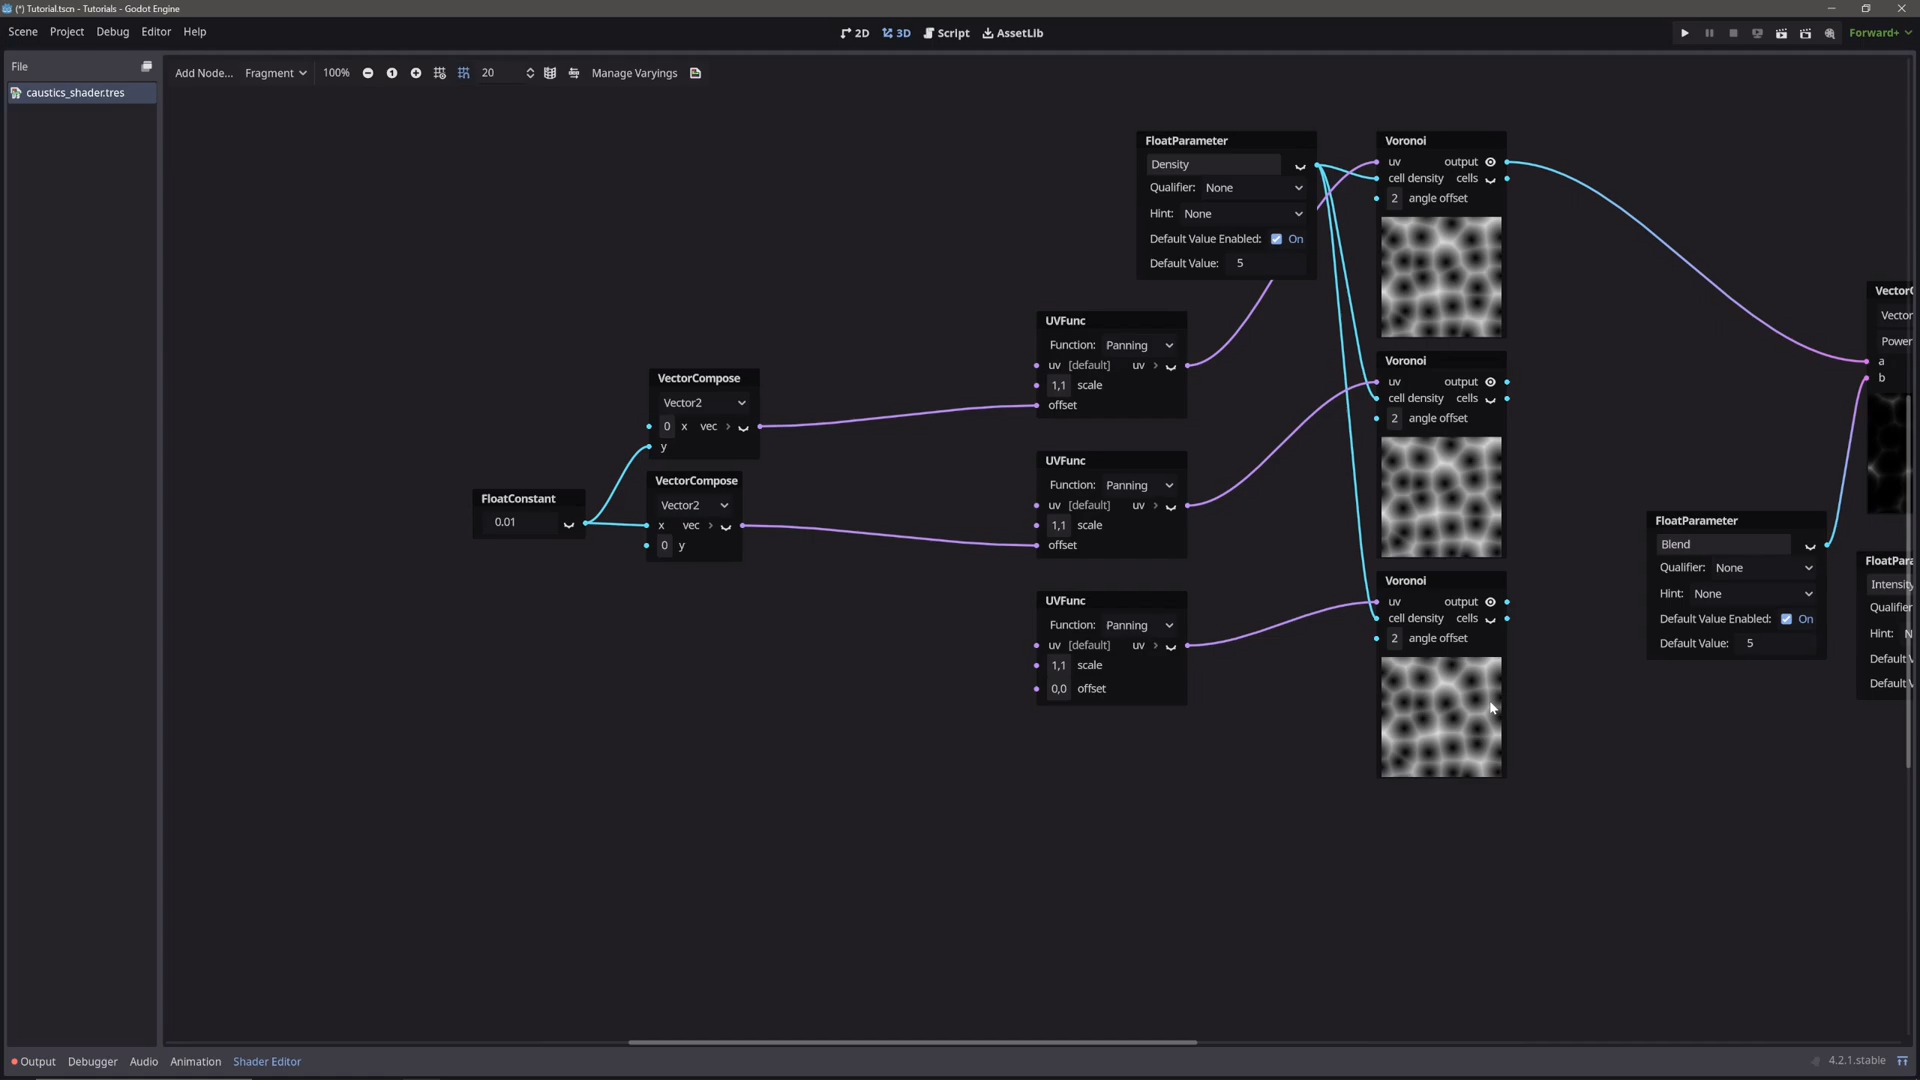 (*) Tutorial.tscn - Tutorials - Godot Engine
Scene Project Debug Editor Help
2D 3D Script AssetLib
Forward+
File
caustics_shader.tres
Add Node... Fragment 100% 20 Manage Varyings
FloatParameter
Density
Qualifier: None
Hint: None
Default Value Enabled: On
Default Value: 5
Voronoi
uv output
cell density cells
2 angle offset
UVFunc
Function: Panning
uv [default] uv
1,1 scale
offset
VectorCompose
Vector2
0 x vec
y
FloatConstant
0.01
VectorCompose
Vector2
x vec
0 y
UVFunc
Function: Panning
uv [default] uv
1,1 scale
offset
Voronoi
uv output
cell density cells
2 angle offset
UVFunc
Function: Panning
uv [default] uv
1,1 scale
0,0 offset
Voronoi
uv output
cell density cells
2 angle offset
FloatParameter
Blend
Qualifier: None
Hint: None
Default Value Enabled: On
Default Value: 5
Vector
Power
a
b
Intensity
Qualifier
Hint: N
Default
Default
Output Debugger Audio Animation Shader Editor
4.2.1.stable